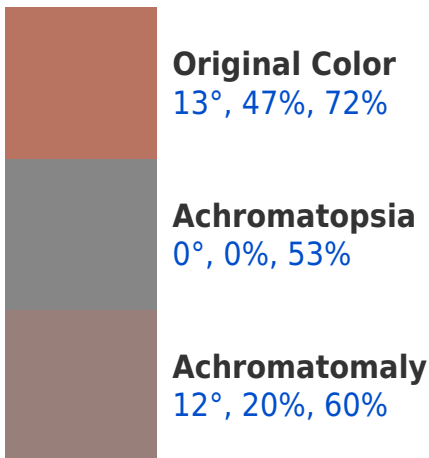 Original Color
13°, 47%, 72%
Achromatopsia
0°, 0%, 53%
Achromatomaly
12°, 20%, 60%